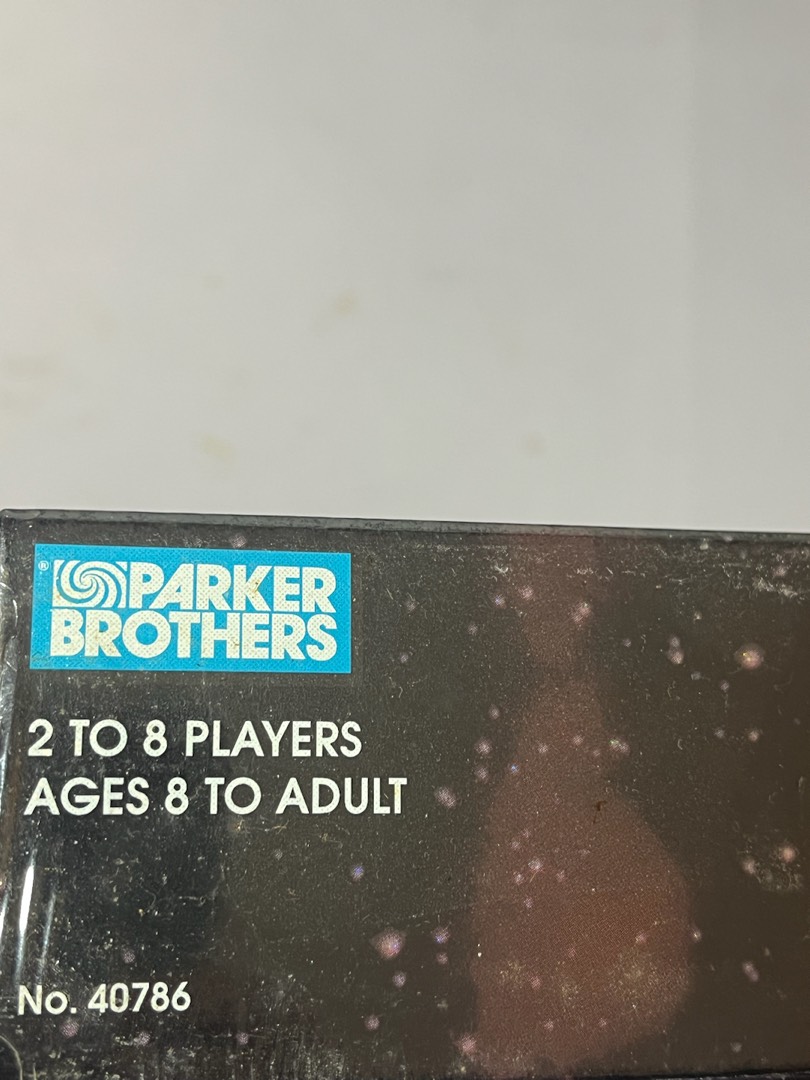 ® PARKER
BROTHERS
2 TO 8 PLAYERS
AGES 8 TO ADULT
No. 40786